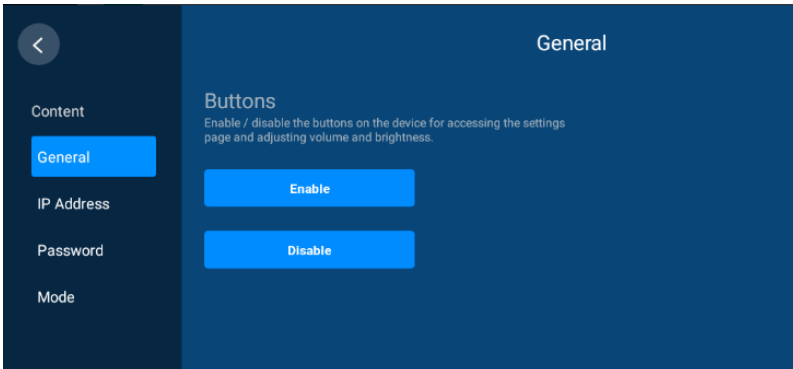 General
Content
General
IP Address
Password
Mode
Buttons
Enable / disable the buttons on the device for accessing the settings
page and adjusting volume and brightness.
Enable
Disable